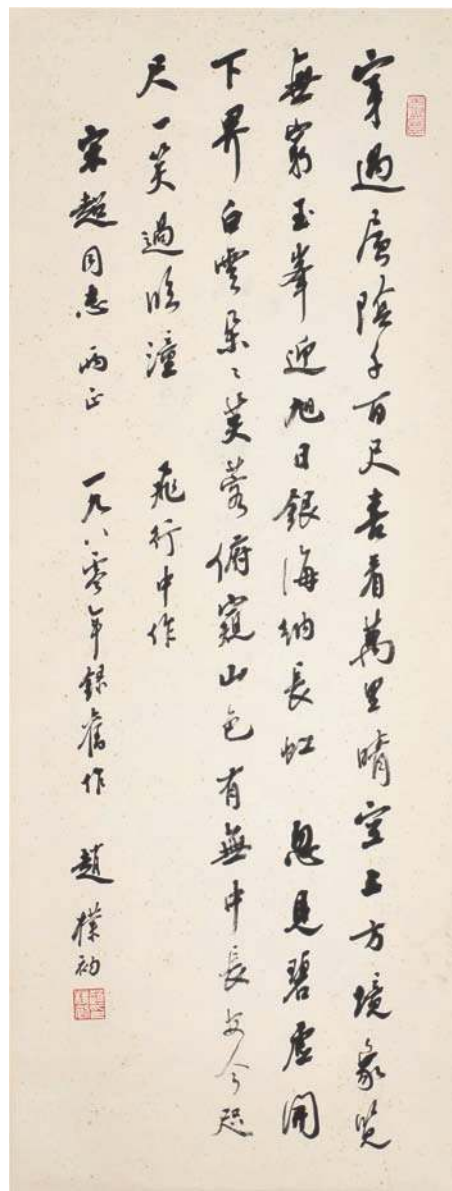 穿過層陰千百尺喜看萬里晴空上方境象覽
無窮玉峯迎旭日銀海納長虹 忽見碧虛開
下界白雲朵〻芙蓉俯窺山色有無中長安今咫
尺一笑過臨潼 飛行中作
宋超同志 兩正 一九八零年錄舊作 趙樸初